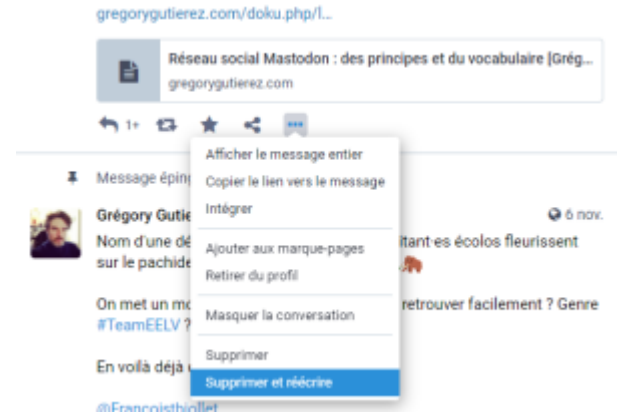 gregorygutierez.com/doku.php/l...
Réseau social Mastodon : des principes et du vocabulaire |Grég...
gregorygutierez.com
1+
Afficher le message entier
Message éping
Copier le lien vers le message
Intégrer
Grégory Gutie
6 nov.
Nom d'une dé
itant·es écolos fleurissent
Ajouter aux marque-pages
sur le pachide
Retirer du profil
On met un mo
retrouver facilement ? Genre
Masquer la conversation
#TeamEELV ?
Supprimer
En voilà déjà
Supprimer et réécrire
@Francoisthiollet